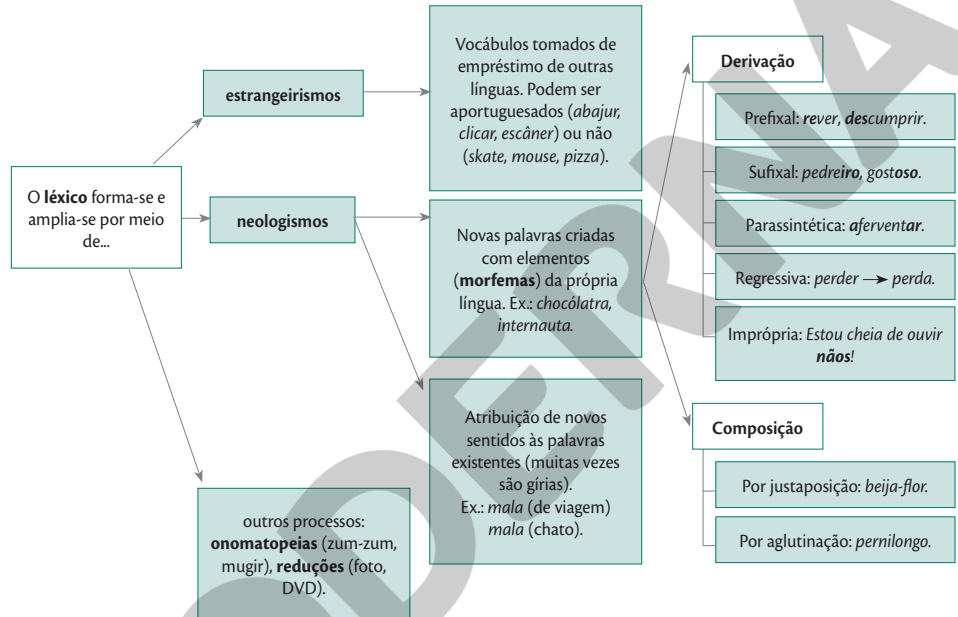 O léxico forma-se e
amplia-se por meio
de...
estrangeirismos
Vocábulos tomados de
empréstimo de outras
línguas. Podem ser
aportuguesados (abajur,
clicar, escâner) ou não
(skate, mouse, pizza).
neologismos
Novas palavras criadas
com elementos
(morfemas) da própria
língua. Ex.: chocólatra,
internauta.
Atribuição de novos
sentidos às palavras
existentes (muitas vezes
são gírias).
Ex.: mala (de viagem)
mala (chato).
outros processos:
onomatopeias (zum-zum,
mugir), reduções (foto,
DVD).
Derivação
Prefixal: rever, descumprir.
Sufixal: pedreiro, gostoso.
Parassintética: aferventar.
Regressiva: perder → perda.
Imprópria: Estou cheia de ouvir
nãos!
Composição
Por justaposição: beija-flor.
Por aglutinação: pernilongo.
ODERNA